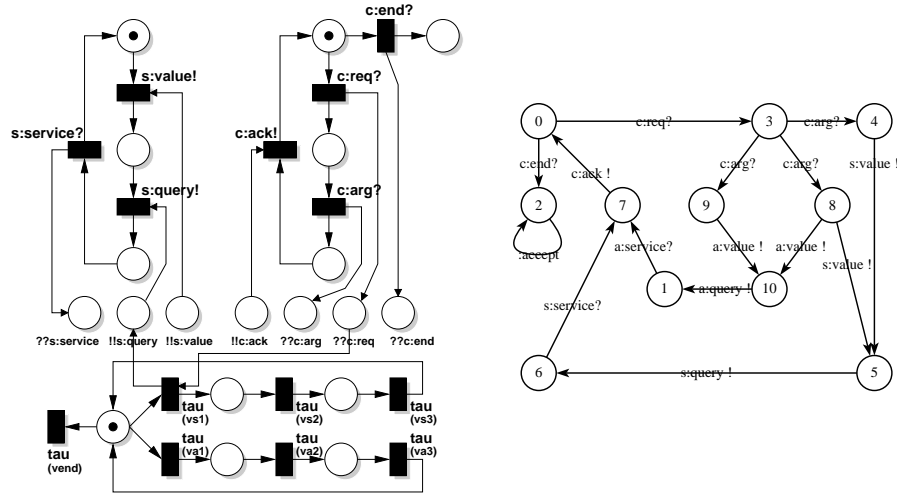 c:end?
s:value!
c:req?
s:service?
c:ack!
s:query!
c:arg?
??s:service
!!s:query
!!s:value
!!c:ack
??c:arg
??c:req
??c:end
tau
(vs1)
tau
(vs2)
tau
(vs3)
tau
(vend)
tau
(va1)
tau
(va2)
tau
(va3)
0
c:req?
3
c:arg?
4
c:end?
c:ack !
c:arg?
c:arg?
s:value !
2
7
9
8
:accept
a:service?
a:value !
a:value !
s:value !
1
a:query !
10
s:service?
6
s:query !
5